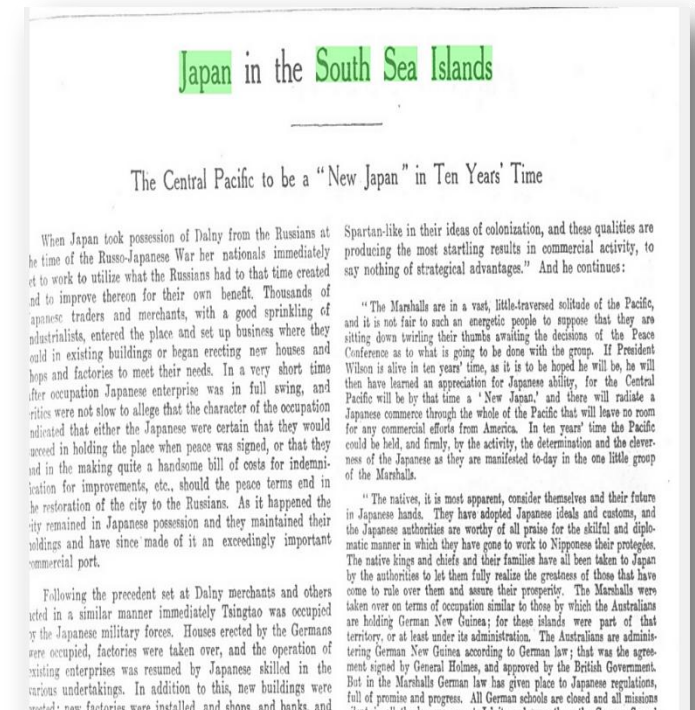 Japan in the South Sea Islands
The Central Pacific to be a "New Japan" in Ten Years' Time
When Japan took possession of Dalny from the Russians at
he time of the Russo-Japanese War her nationals immediately
et to work to utilize what the Russians had to that time created
nd to improve thereon for their own benefit. Thousands of
apanese traders and merchants, with a good sprinkling of
ndustrialists, entered the place and set up business where they
ould in existing buildings or began erecting new houses and
hops and factories to meet their needs. In a very short time
fter occupation Japanese enterprise was in full swing, and
ritics were not slow to allege that the character of the occupation
ndicated that either the Japanese were certain that they would
ucceed in holding the place when peace was signed, or that they
ad in the making quite a handsome bill of costs for indemni-
ication for improvements, etc., should the peace terms end in
he restoration of the city to the Russians. As it happened the
ity remained in Japanese possession and they maintained their
oldings and have since made of it an exceedingly important
ommercial port.
Following the precedent set at Dalny merchants and others
cted in a similar manner immediately Tsingtao was occupied
y the Japanese military forces. Houses erected by the Germans
ere occupied, factories were taken over, and the operation of
xisting enterprises was resumed by Japanese skilled in the
arious undertakings. In addition to this, new buildings were
new factories were installed, and shops, and banks, and
Spartan-like in their ideas of colonization, and these qualities are
producing the most startling results in commercial activity, to
say nothing of strategical advantages." And he continues:
"The Marshalls are in a vast, little-traversed solitude of the Pacific,
and it is not fair to such an energetic people to suppose that they are
sitting down twirling their thumbs awaiting the decisions of the Peace
Conference as to what is going to be done with the group. If President
Wilson is alive in ten years' time, as it is to be hoped he will be, he will
then have learned an appreciation for Japanese ability, for the Central
Pacific will be by that time a 'New Japan,' and there will radiate a
Japanese commerce through the whole of the Pacific that will leave no room
for any commercial efforts from America. In ten years' time the Pacific
could be held, and firmly, by the activity, the determination and the clever-
ness of the Japanese as they are manifested to-day in the one little group
of the Marshalls.
"The natives, it is most apparent, consider themselves and their future
in Japanese hands. They have adopted Japanese ideals and customs, and
the Japanese authorities are worthy of all praise for the skilful and diplo-
matic manner in which they have gone to work to Nipponese their protegées.
The native kings and chiefs and their families have all been taken to Japan
by the authorities to let them fully realize the greatness of those that have
come to rule over them and assure their prosperity. The Marshalls were
taken over on terms of occupation similar to those by which the Australians
are holding German New Guinea; for these islands were part of that
territory, or at least under its administration. The Australians are adminis-
tering German New Guinea according to German law; that was the agree-
ment signed by General Holmes, and approved by the British Government.
But in the Marshalls German law has given place to Japanese regulations,
full of promise and progress. All German schools are closed and all missions